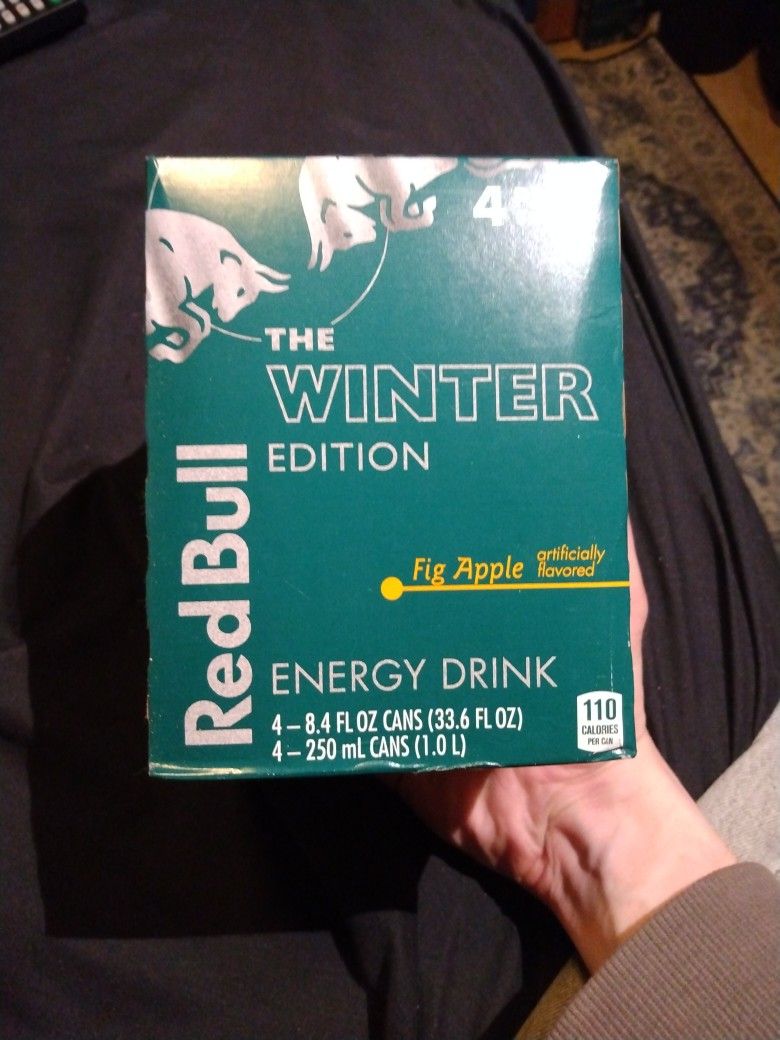 4
THE
WINTER
EDITION
Red Bull
Fig Apple artificially
flavored
ENERGY DRINK
4 – 8.4 FL OZ CANS (33.6 FL OZ)
4 – 250 mL CANS (1.0 L)
110
CALORIES
PER CAN